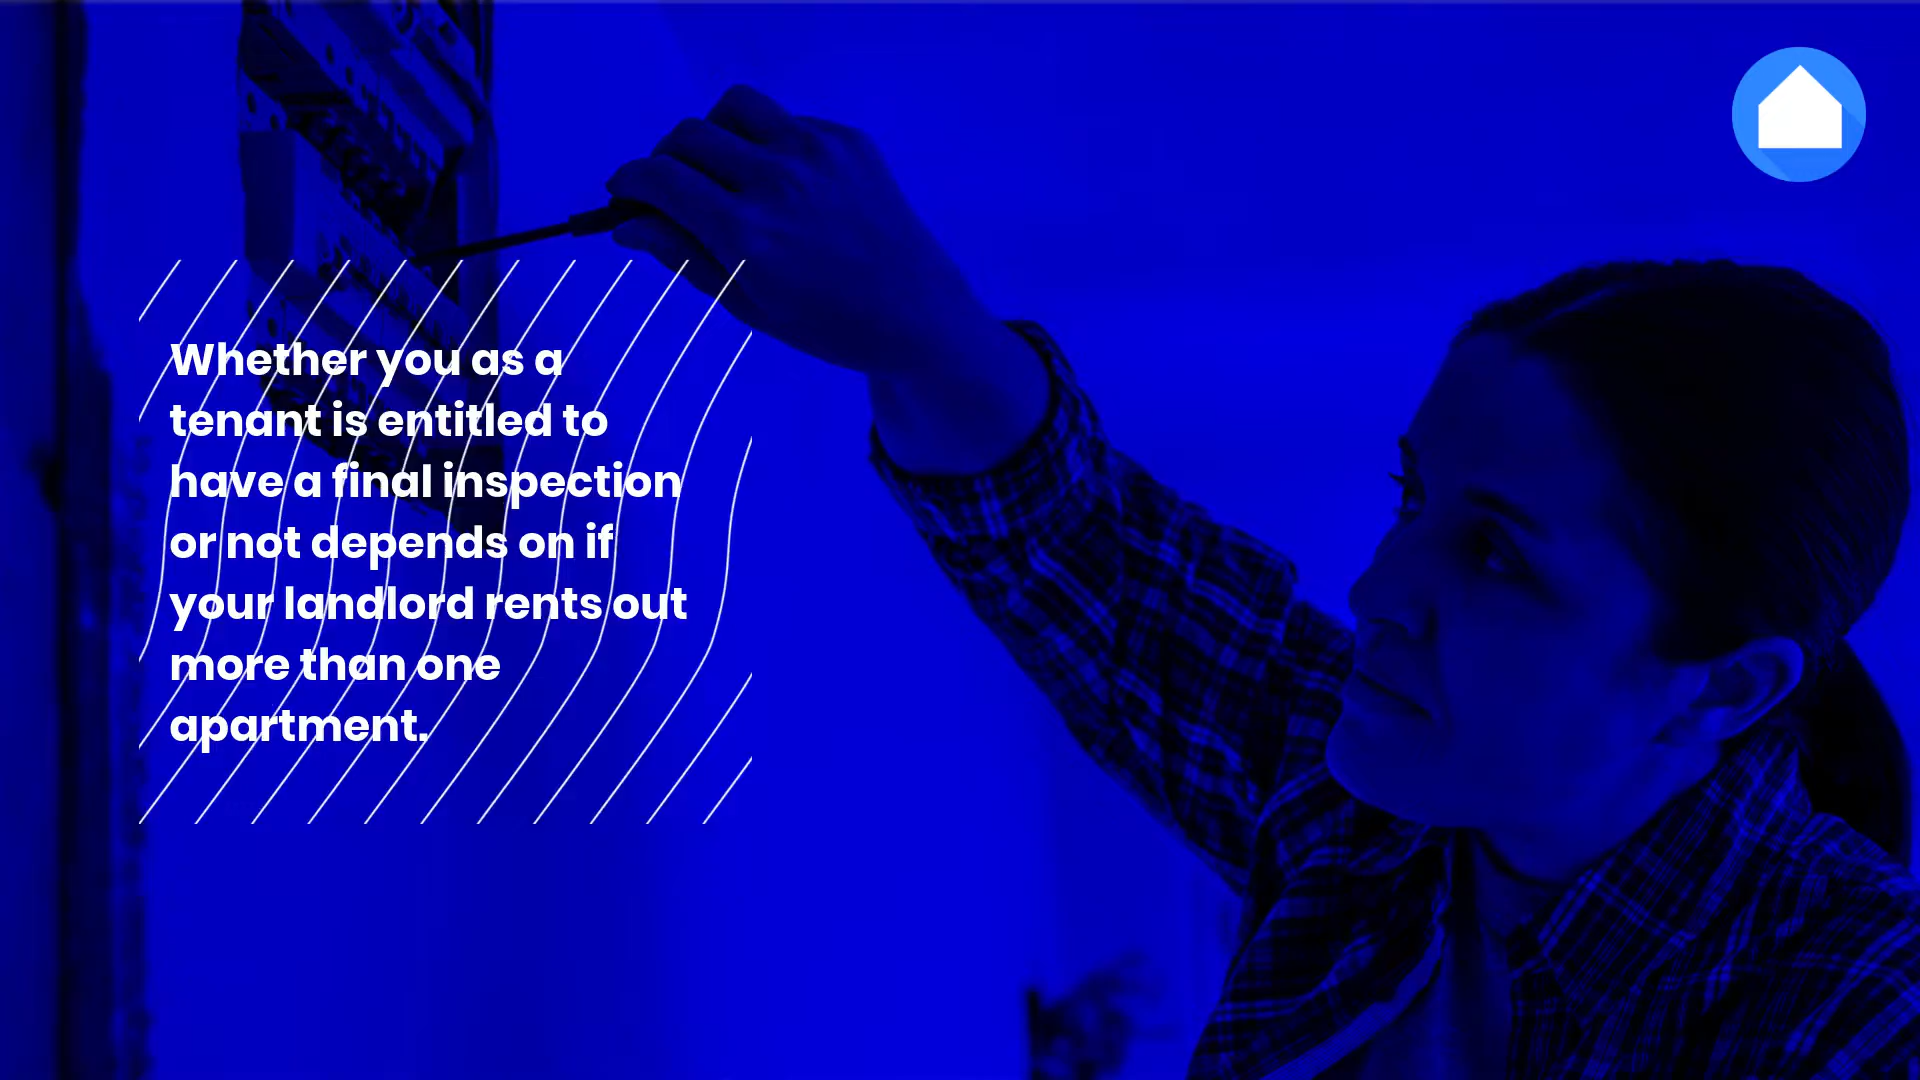 Whether you as a
tenant is entitled to
have a final inspection
or not depends on if
your landlord rents out
more than one
apartment.